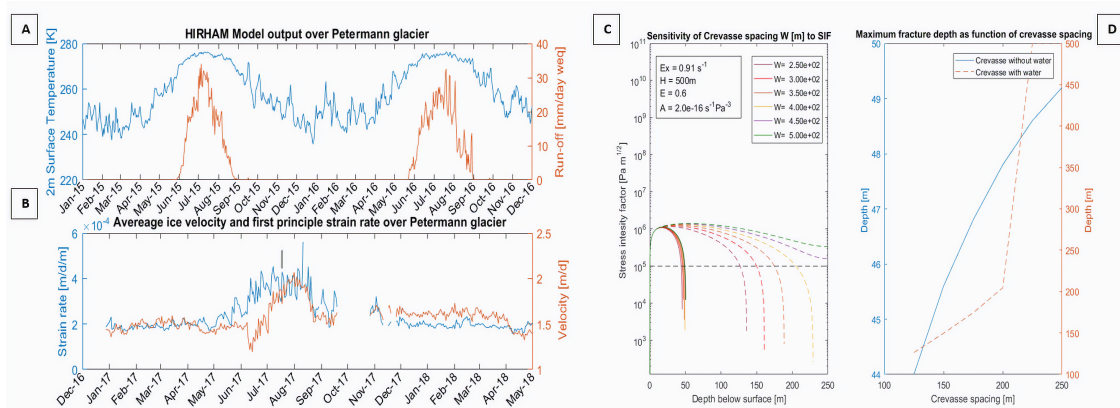 A
HIRHAM Model output over Petermann glacier
2m Surface Temperature [K]
280
260
240
220
40
30
20
10
0
Run-off [mm/day weq]
Jan-15
Feb-15
Mar-15
Apr-15
May-15
Jun-15
Jul-15
Aug-15
Sep-15
Oct-15
Nov-15
Dec-15
Jan-16
Feb-16
Mar-16
Apr-16
May-16
Jun-16
Jul-16
Aug-16
Sep-16
Oct-16
Nov-16
Dec-16
B
×10⁻⁴
Avereage ice velocity and first principle strain rate over Petermann glacier
Strain rate [m/d/m]
6
4
2
0
2.5
2
1.5
1
Velocity [m/d]
Dec-16
Jan-17
Feb-17
Mar-17
Apr-17
May-17
Jun-17
Jul-17
Aug-17
Sep-17
Oct-17
Nov-17
Dec-17
Jan-18
Feb-18
Mar-18
Apr-18
May-18
C
Sensitivity of Crevasse spacing W [m] to SIF
Stress intesity factor [Pa m^1/2]
10¹¹
10¹⁰
10⁹
10⁸
10⁷
10⁶
10⁵
10⁴
10³
Ex = 0.91 s⁻¹
H = 500m
E = 0.6
A = 2.0e-16 s⁻¹Pa⁻³
W= 2.50e+02
W= 3.00e+02
W= 3.50e+02
W= 4.00e+02
W= 4.50e+02
W= 5.00e+02
0
50
100
150
200
250
Depth below surface [m]
D
Maximum fracture depth as function of crevasse spacing
Crevasse without water
Crevasse with water
Depth [m]
50
49
48
47
46
45
44
500
450
400
350
300
250
200
150
100
Depth [m]
100
150
200
250
Crevasse spacing [m]